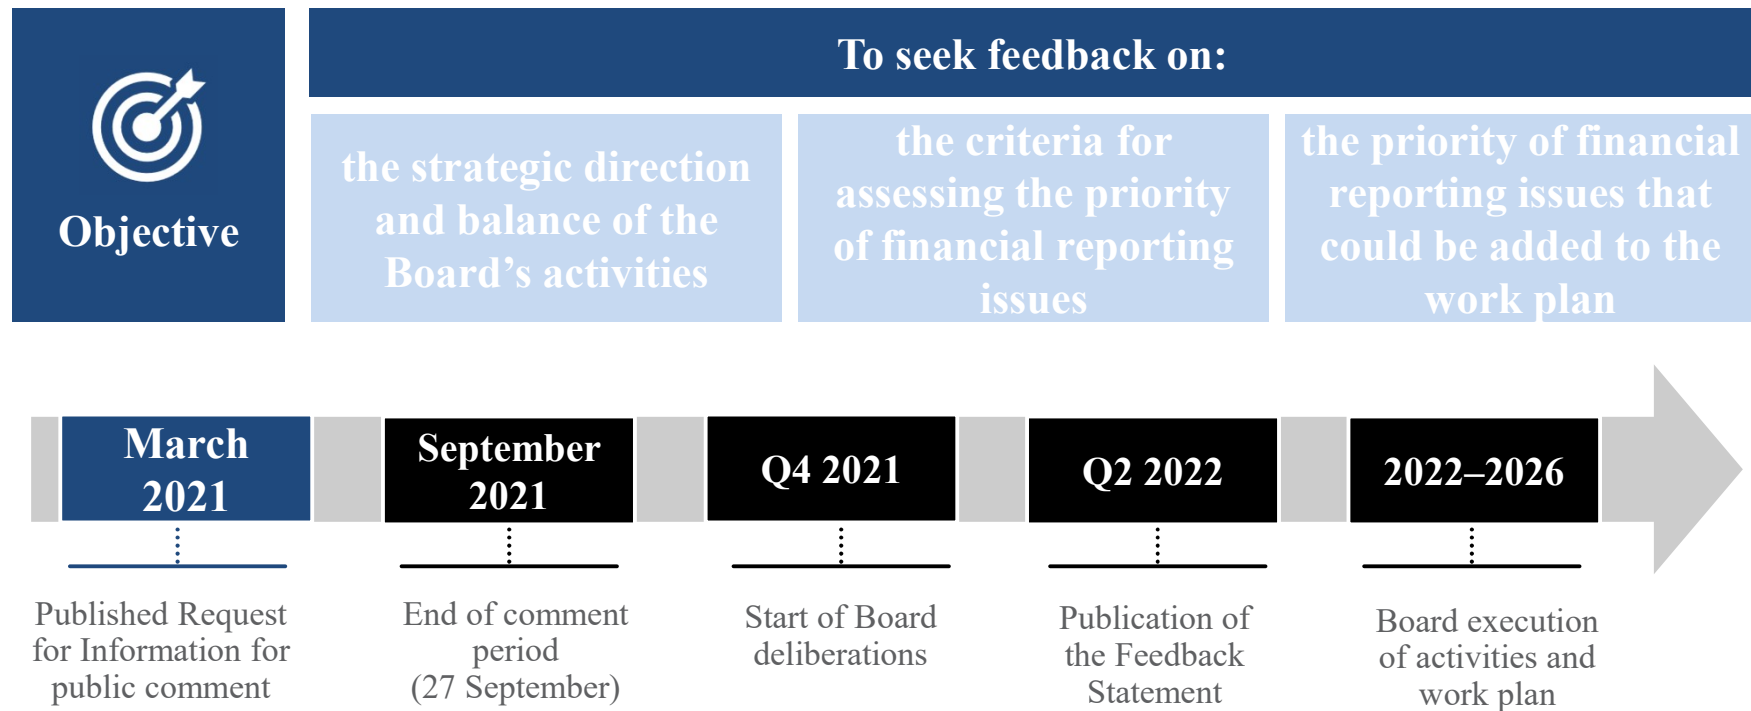 Objective
To seek feedback on:
the strategic direction
and balance of the
Board’s activities
the criteria for
assessing the priority
of financial reporting
issues
the priority of financial
reporting issues that
could be added to the
work plan
March
2021
September
2021
Q4 2021
Q2 2022
2022–2026
Published Request
for Information for
public comment
End of comment
period
(27 September)
Start of Board
deliberations
Publication of
the Feedback
Statement
Board execution
of activities and
work plan